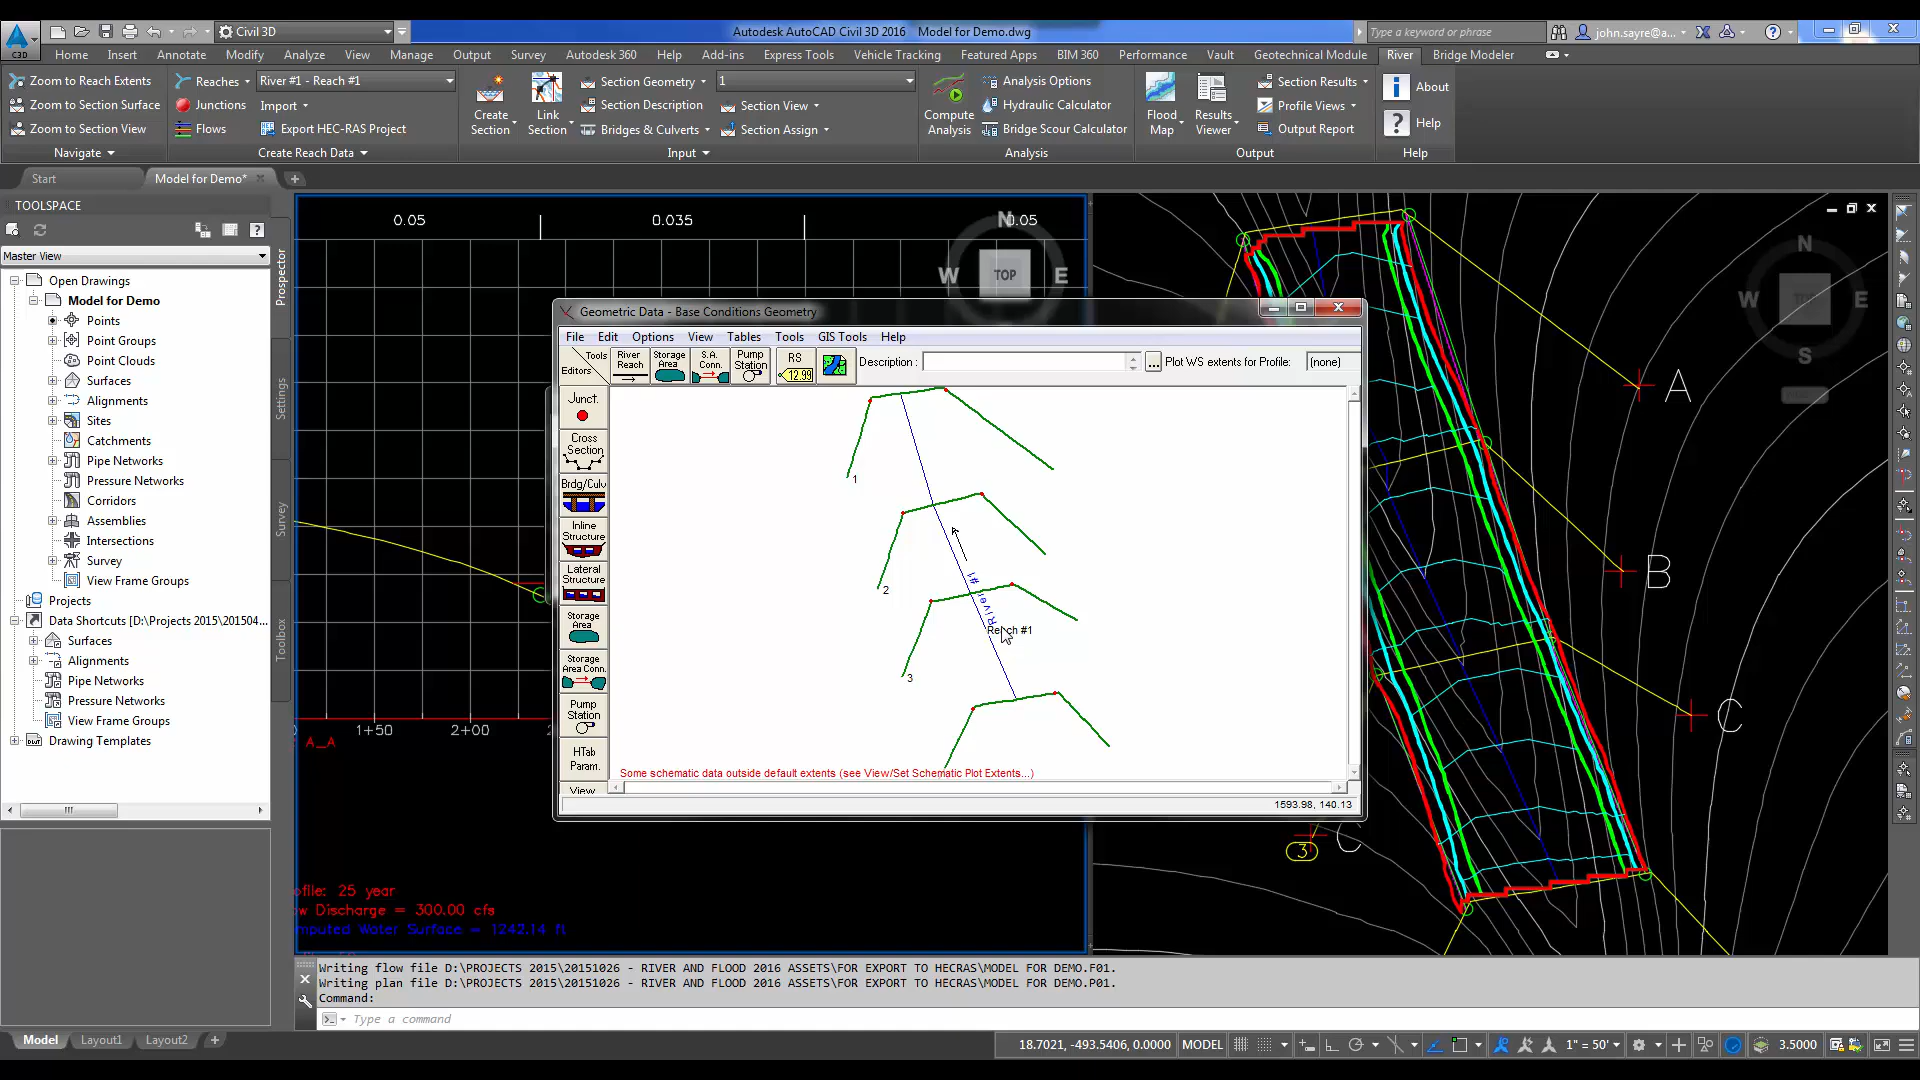 Civil 3D
Autodesk AutoCAD Civil 3D 2016 Model for Demo.dwg
Type a keyword or phrase
john.sayre@a...
C3D
Home Insert Annotate Modify Analyze View Manage Output Survey Autodesk 360 Help Add-ins Express Tools Vehicle Tracking Featured Apps BIM 360 Performance Vault Geotechnical Module River Bridge Modeler
Zoom to Reach Extents
Zoom to Section Surface
Zoom to Section View
Navigate
Reaches
River #1 - Reach #1
Junctions
Import
Flows
Export HEC-RAS Project
Create Reach Data
Create Section
Link Section
Section Geometry
1
Section Description
Section View
Bridges & Culverts
Section Assign
Input
Compute Analysis
Analysis Options
Hydraulic Calculator
Bridge Scour Calculator
Analysis
Flood Map
Results Viewer
Section Results
Profile Views
Output Report
Output
About
Help
Help
Start
Model for Demo*
TOOLSPACE
Master View
Open Drawings
Model for Demo
Points
Point Groups
Point Clouds
Surfaces
Alignments
Sites
Catchments
Pipe Networks
Pressure Networks
Corridors
Assemblies
Intersections
Survey
View Frame Groups
Projects
Data Shortcuts [D:\Projects 2015\201504...
Surfaces
Alignments
Pipe Networks
Pressure Networks
View Frame Groups
Drawing Templates
Prospector
Settings
Survey
Toolbox
0.05
0.035
0.05
N
W
TOP
E
1+50
2+00
A_A
ofile: 25 year
ow Discharge = 300.00 cfs
mputed Water Surface = 1242.14 ft
Geometric Data - Base Conditions Geometry
File Edit Options View Tables Tools GIS Tools Help
Tools
Editors
River Reach
Storage Area
S.A. Conn.
Pump Station
RS
12.99
Description :
...
Plot WS extents for Profile:
(none)
Junct.
Cross Section
Brdg/Culv
Inline Structure
Lateral Structure
Storage Area
Storage Area Conn.
Pump Station
HTab Param.
View
1
2
3
River #1
Reach #1
Some schematic data outside default extents (see View/Set Schematic Plot Extents...)
1593.98, 140.13
N
W
E
S
A
B
C
3
C
Writing flow file D:\PROJECTS 2015\20151026 - RIVER AND FLOOD 2016 ASSETS\FOR EXPORT TO HECRAS\MODEL FOR DEMO.F01.
Writing plan file D:\PROJECTS 2015\20151026 - RIVER AND FLOOD 2016 ASSETS\FOR EXPORT TO HECRAS\MODEL FOR DEMO.P01.
Command:
Type a command
Model Layout1 Layout2
18.7021, -493.5406, 0.0000 MODEL
1" = 50'
3.5000